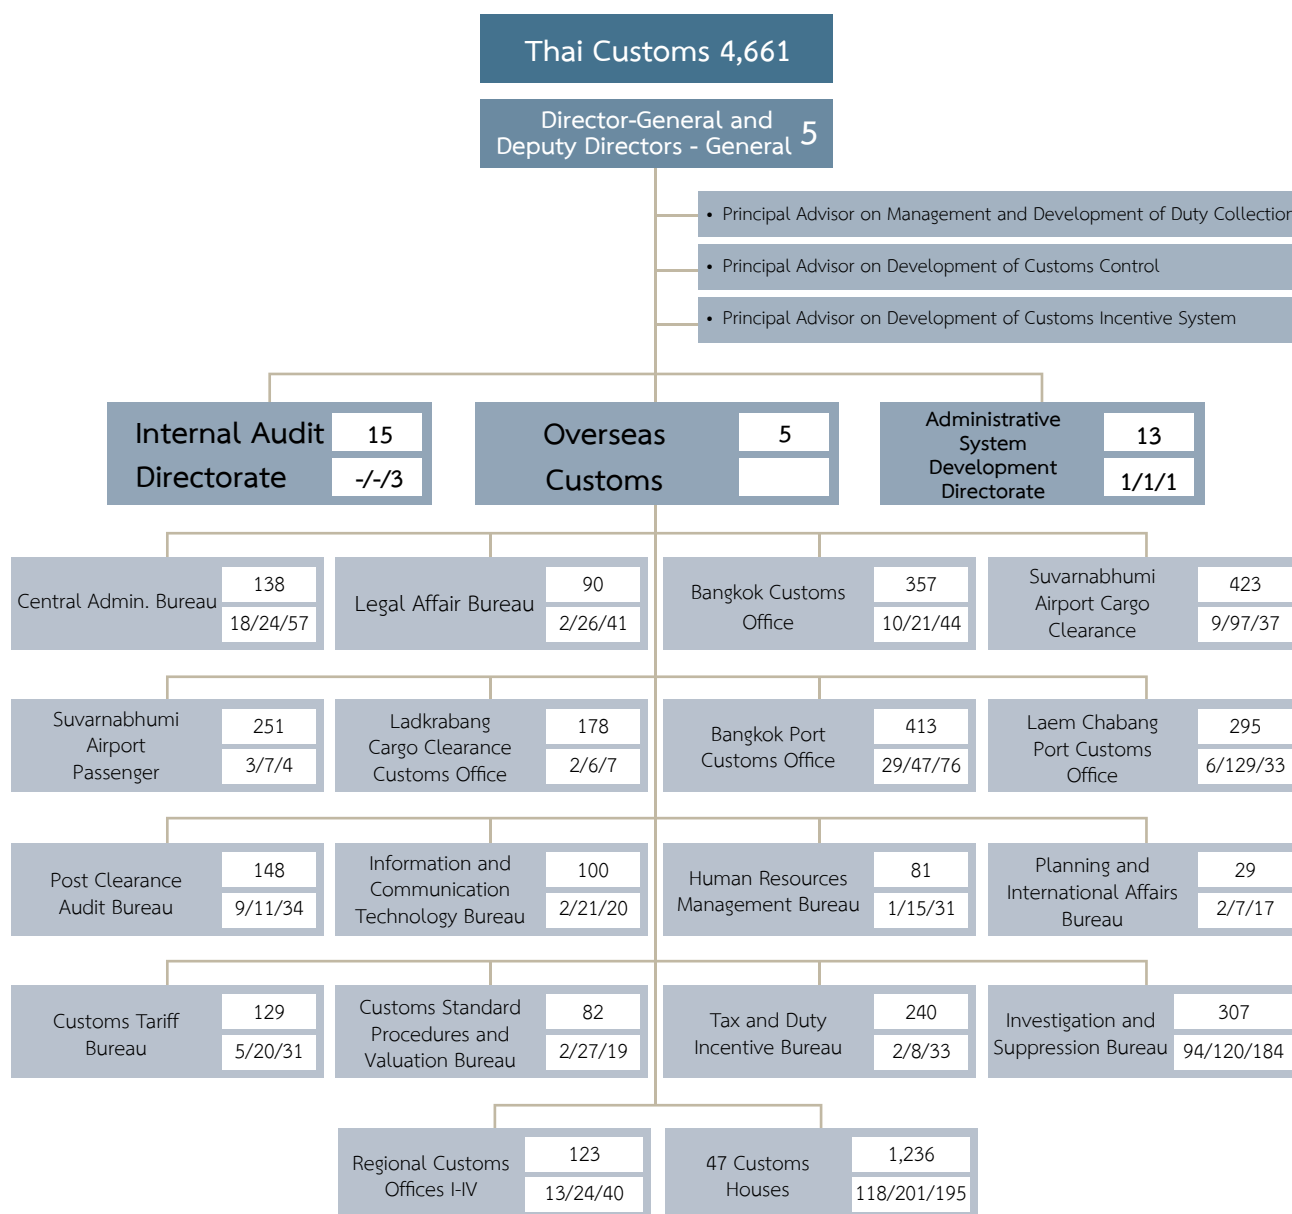 Thai Customs 4,661
Director-General and
Deputy Directors - General 5
• Principal Advisor on Management and Development of Duty Collection
• Principal Advisor on Development of Customs Control
• Principal Advisor on Development of Customs Incentive System
Internal Audit
Directorate
15
-/-/3
Overseas
Customs
5
Administrative
System
Development
Directorate
13
1/1/1
Central Admin. Bureau
138
18/24/57
Legal Affair Bureau
90
2/26/41
Bangkok Customs
Office
357
10/21/44
Suvarnabhumi
Airport Cargo
Clearance
423
9/97/37
Suvarnabhumi
Airport
Passenger
251
3/7/4
Ladkrabang
Cargo Clearance
Customs Office
178
2/6/7
Bangkok Port
Customs Office
413
29/47/76
Laem Chabang
Port Customs
Office
295
6/129/33
Post Clearance
Audit Bureau
148
9/11/34
Information and
Communication
Technology Bureau
100
2/21/20
Human Resources
Management Bureau
81
1/15/31
Planning and
International Affairs
Bureau
29
2/7/17
Customs Tariff
Bureau
129
5/20/31
Customs Standard
Procedures and
Valuation Bureau
82
2/27/19
Tax and Duty
Incentive Bureau
240
2/8/33
Investigation and
Suppression Bureau
307
94/120/184
Regional Customs
Offices I-IV
123
13/24/40
47 Customs
Houses
1,236
118/201/195